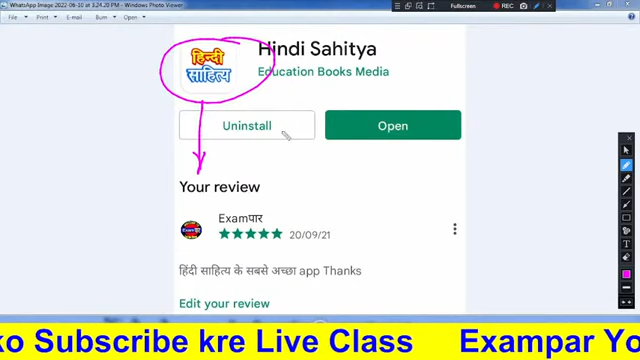 WhatsApp Image 2022-06-10 at 3.24.20 PM - Windows Photo Viewer
Fullscreen
REC
File Print E-mail Burn Open
हिन्दी
साहित्य
Hindi Sahitya
Education Books Media
Uninstall
Open
Your review
Examपार
20/09/21
हिंदी साहित्य के सबसे अच्छा app Thanks
Edit your review
ko Subscribe kre Live Class Exampar Yo